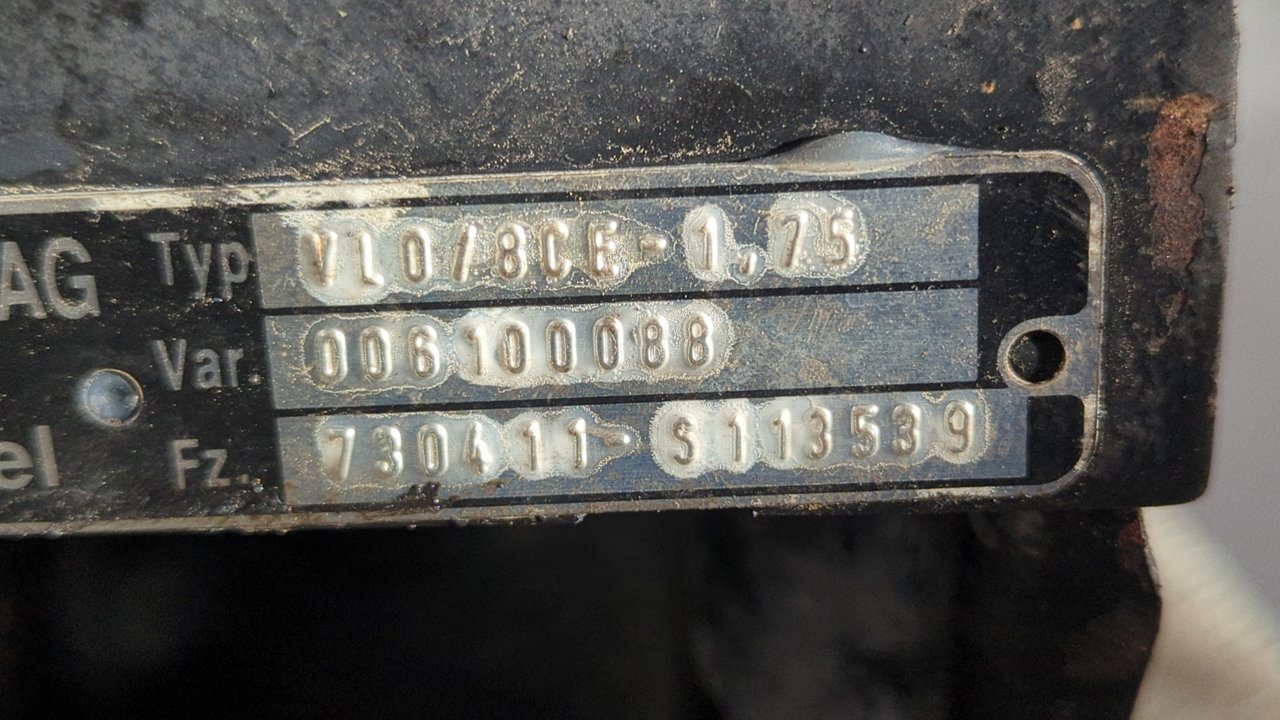 AG Typ VL0/8CE-1,75
Var. 006100088
el Fz. 730411-S113539